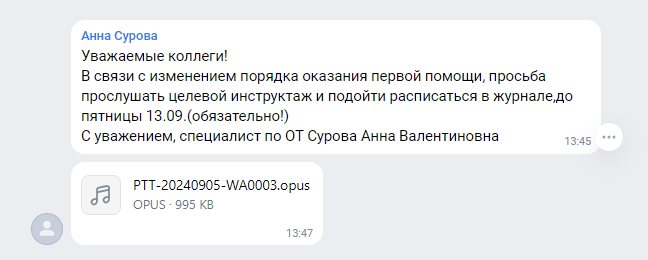 Анна Сурова
Уважаемые коллеги!
В связи с изменением порядка оказания первой помощи, просьба
прослушать целевой инструктаж и подойти расписаться в журнале,до
пятницы 13.09.(обязательно!)
С уважением, специалист по ОТ Сурова Анна Валентиновна
13:45
PTT-20240905-WA0003.opus
OPUS · 995 KB
13:47